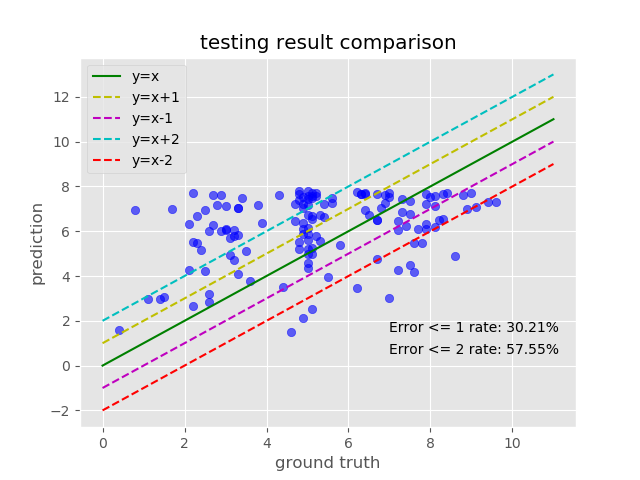 testing result comparison
y=x
y=x+1
y=x-1
y=x+2
y=x-2
12
10
8
6
4
2
0
−2
prediction
Error <= 1 rate: 30.21%
Error <= 2 rate: 57.55%
0 2 4 6 8 10
ground truth